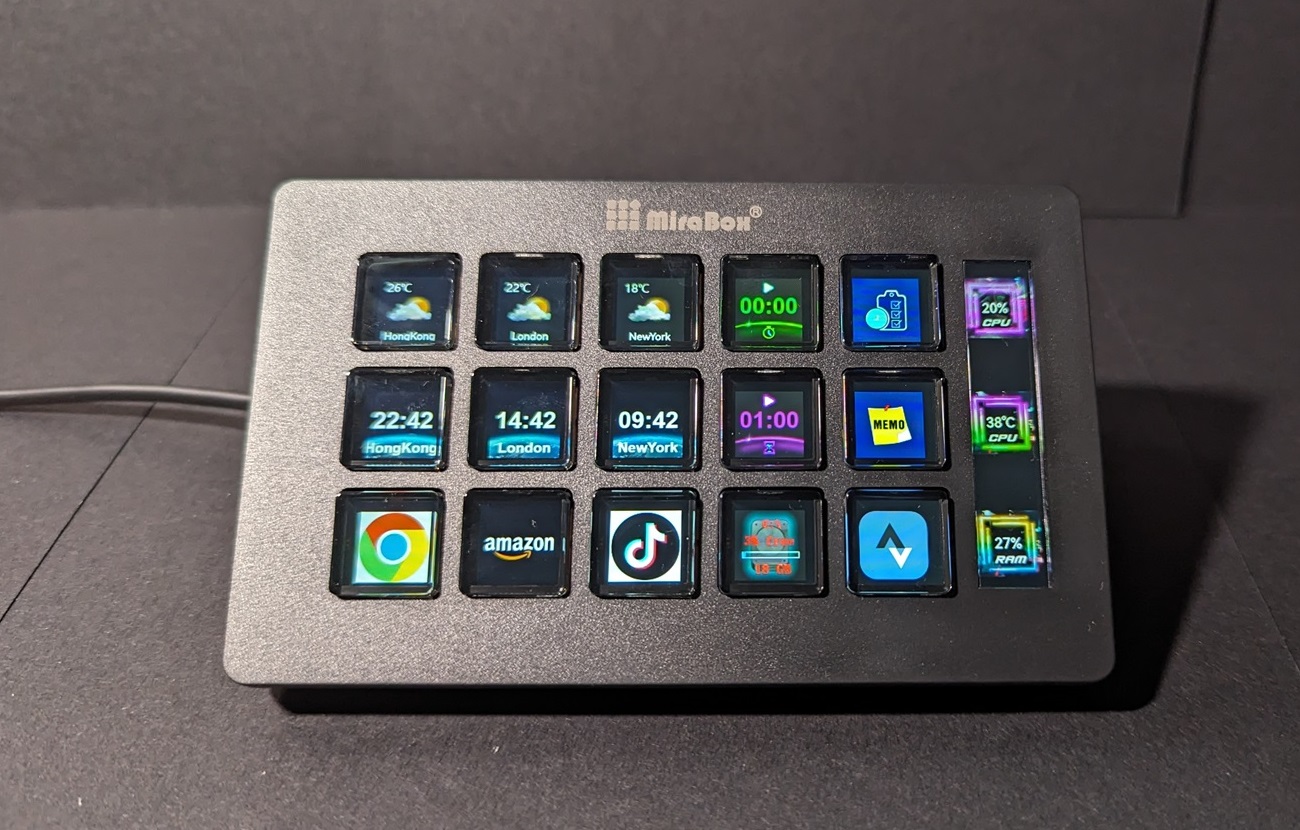 MiraBox®
26℃
HongKong
22℃
London
18℃
NewYork
00:00
20%
CPU
22:42
HongKong
14:42
London
09:42
NewYork
01:00
MEMO
38℃
CPU
amazon
27%
RAM